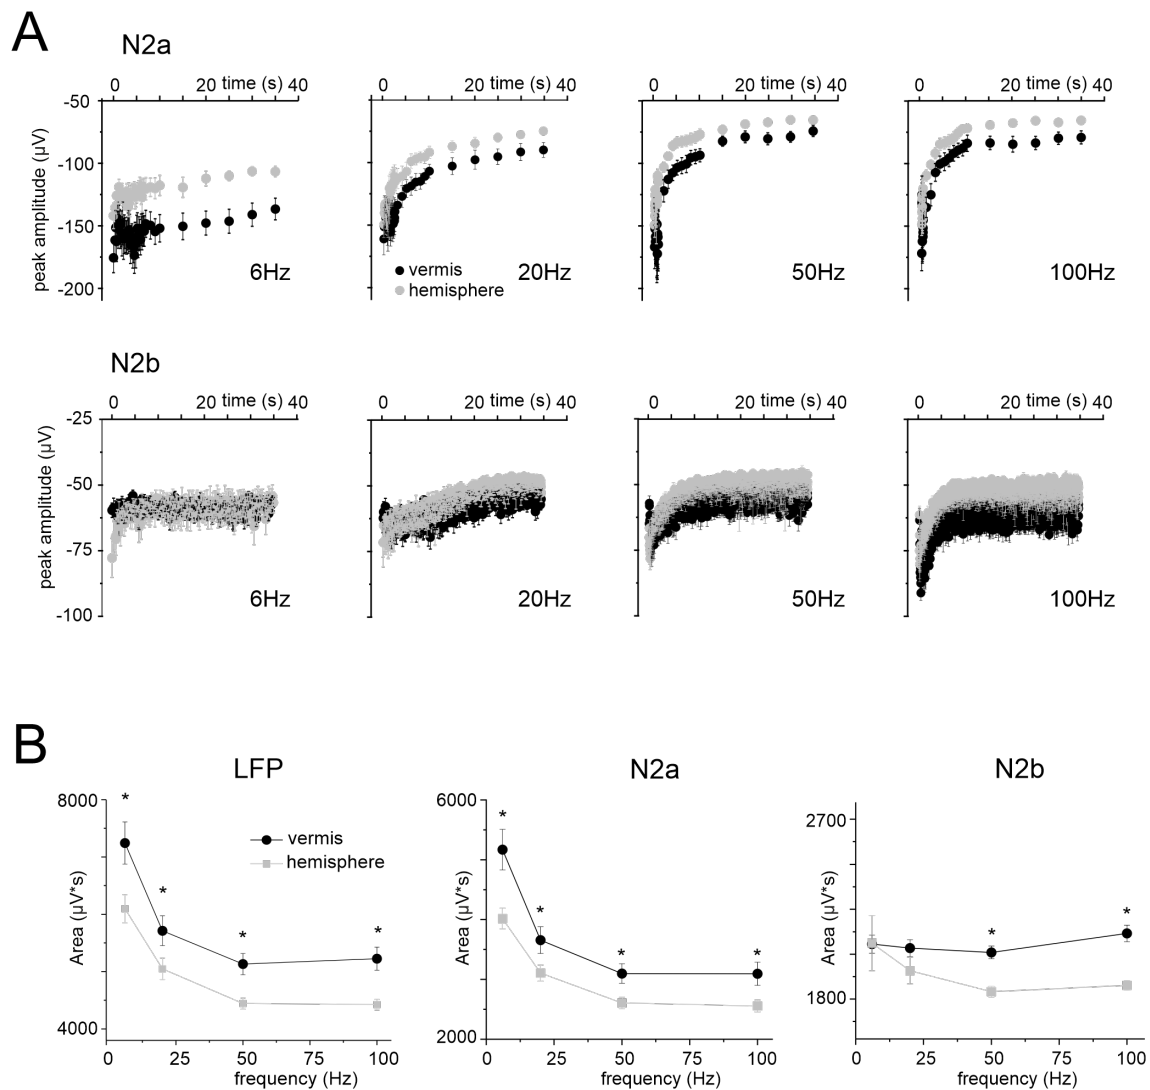 A
N2a
0 20 time (s) 40
0 20 time (s) 40
0 20 time (s) 40
0 20 time (s) 40
peak amplitude (µV)
-50
-100
-150
-200
6Hz
vermis
hemisphere
20Hz
50Hz
100Hz
N2b
0 20 time (s) 40
0 20 time (s) 40
0 20 time (s) 40
0 20 time (s) 40
peak amplitude (µV)
-25
-50
-75
-100
6Hz
20Hz
50Hz
100Hz
B
LFP
Area (µV*s)
8000
4000
*
*
*
*
vermis
hemisphere
0 25 50 75 100
frequency (Hz)
N2a
Area (µV*s)
6000
2000
*
*
*
*
0 25 50 75 100
frequency (Hz)
N2b
Area (µV*s)
2700
1800
*
*
0 25 50 75 100
frequency (Hz)